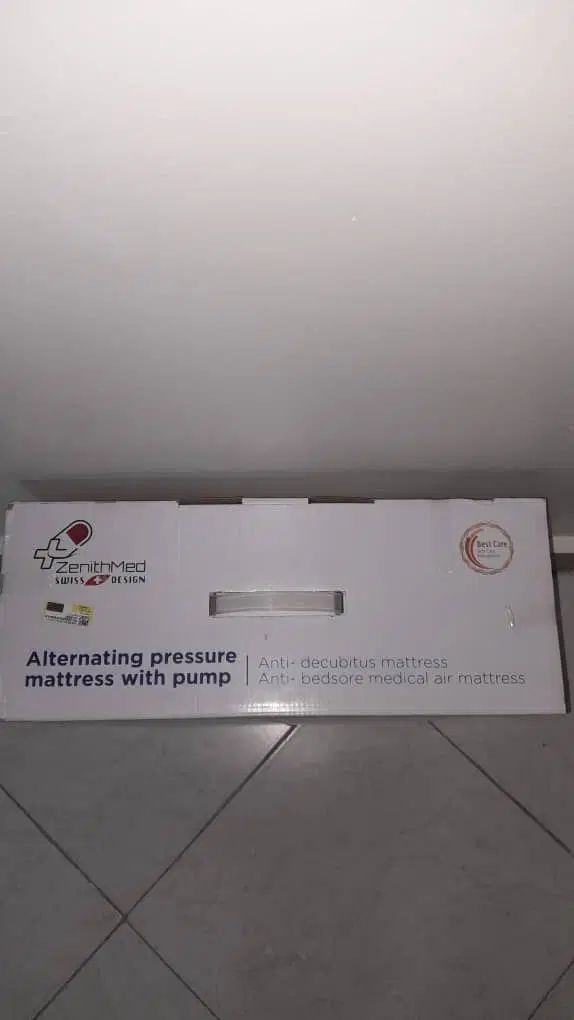 ZenithMed
SWISS DESIGN
Best Care
Alternating pressure
mattress with pump
Anti- decubitus mattress
Anti- bedsore medical air mattress